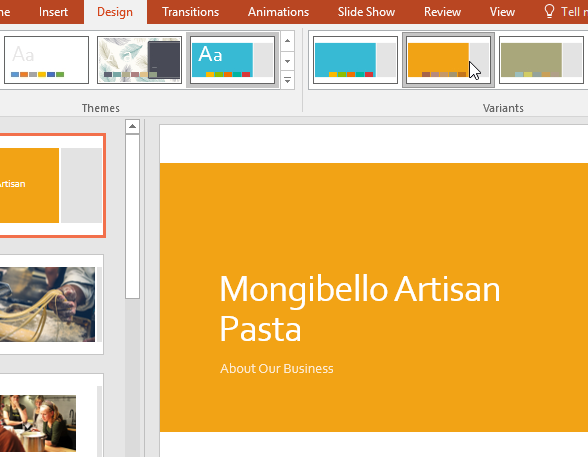 me Insert Design Transitions Animations Slide Show Review View Tell m
Aa Aa
Themes Variants
Artisan
Mongibello Artisan
Pasta
About Our Business